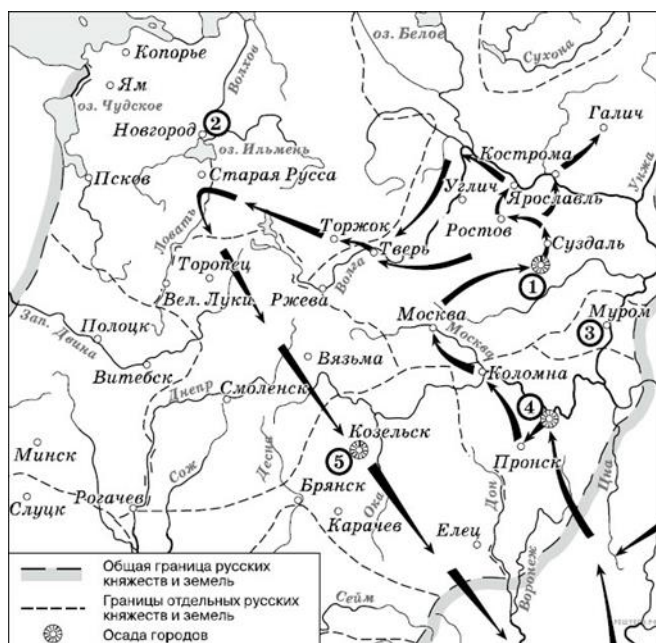 оз. Белое
Сухона
Копорье
Волхов
Ям
оз. Чудское
Галич
2
Новгород
оз. Ильмень
Кострома
Унжа
Псков
Старая Русса
Углич
Ярославль
Ловать
Торжок
Ростов
Суздаль
Торопец
Тверь
Волга
1
Вел. Луки
Ржева
Москва
Муром
Зап. Двина
Полоцк
Москва
3
Вязьма
Витебск
Коломна
Днепр
Смоленск
4
Козельск
Минск
Сож
Десна
5
Пронск
Цна
Брянск
Ока
Дон
Слуцк
Рогачев
Карачев
Елец
Воронеж
Сейм
Общая граница русских
княжеств и земель
Границы отдельных русских
княжеств и земель
Осада городов